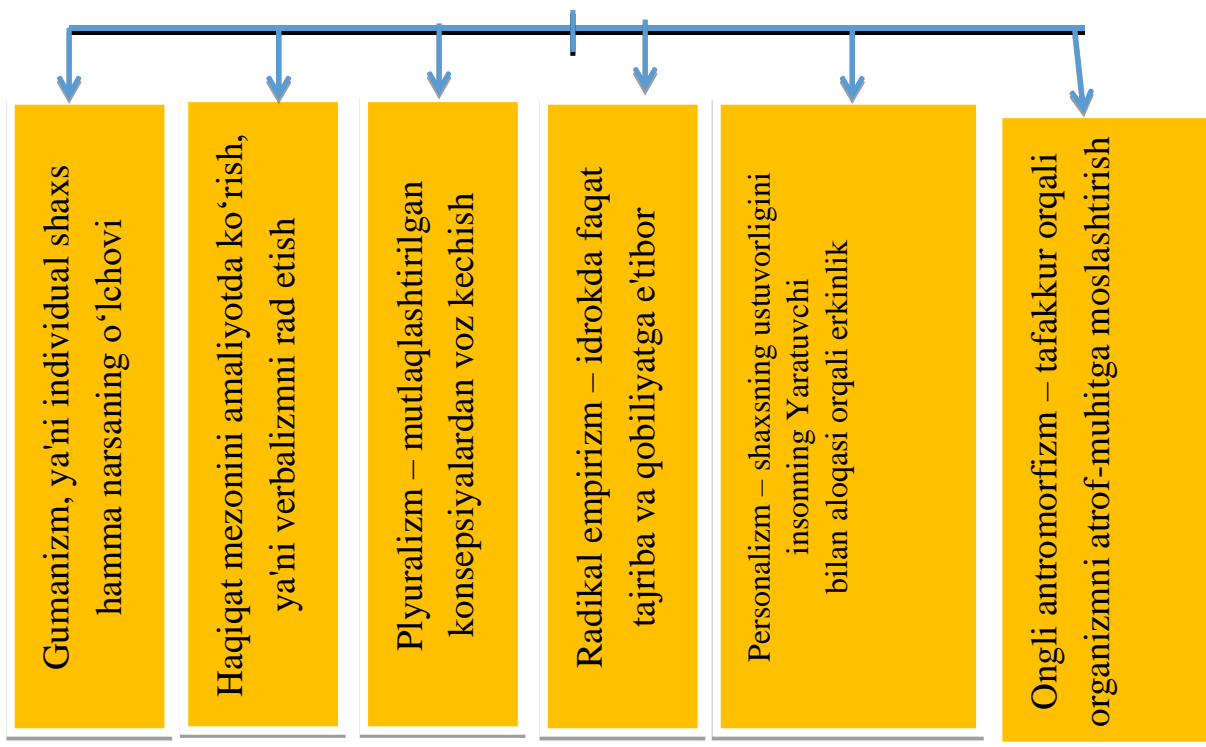 Gumanizm, ya'ni individual shaxs
hamma narsaning o‘lchovi
Haqiqat mezonini amaliyotda ko‘rish,
ya'ni verbalizmni rad etish
Plyuralizm – mutlaqlashtirilgan
konsepsiyalardan voz kechish
Radikal empirizm – idrokda faqat
tajriba va qobiliyatga e'tibor
Personalizm – shaxsning ustuvorligini
insonning Yaratuvchi
bilan aloqasi orqali erkinlik
Ongli antromorfizm – tafakkur orqali
organizmni atrof-muhitga moslashtirish